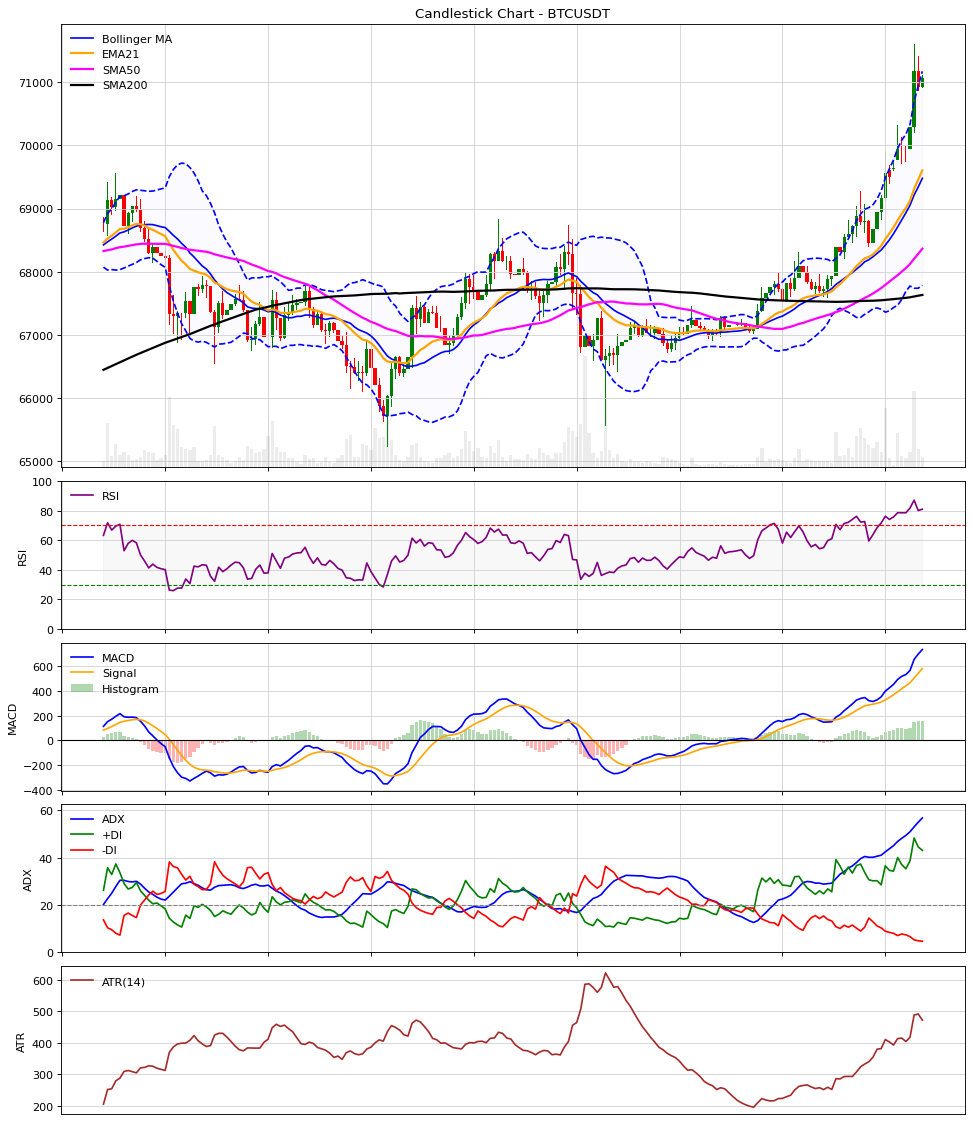 Candlestick Chart - BTCUSDT
Bollinger MA
EMA21
SMA50
SMA200
71000
70000
69000
68000
67000
66000
65000
RSI
100
80
60
40
20
0
RSI
MACD
Signal
Histogram
600
400
200
0
−200
−400
MACD
ADX
+DI
-DI
60
40
20
0
ADX
ATR(14)
600
500
400
300
200
ATR